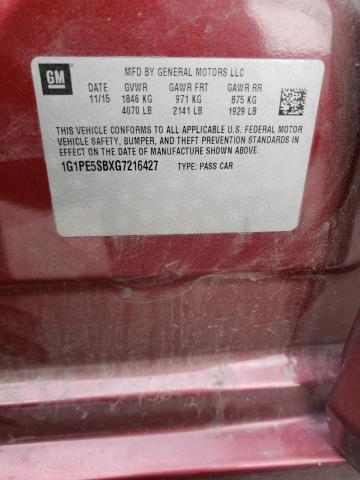 GM
MFD BY GENERAL MOTORS LLC
DATE GVWR GAWR FRT GAWR RR
11/15 1846 KG 971 KG 875 KG
4070 LB 2141 LB 1929 LB
THIS VEHICLE CONFORMS TO ALL APPLICABLE U.S. FEDERAL MOTOR
VEHICLE SAFETY, BUMPER, AND THEFT PREVENTION STANDARDS IN
EFFECT ON THE DATE OF MANUFACTURE SHOWN ABOVE.
1G1PE5SBXG7216427 TYPE: PASS CAR